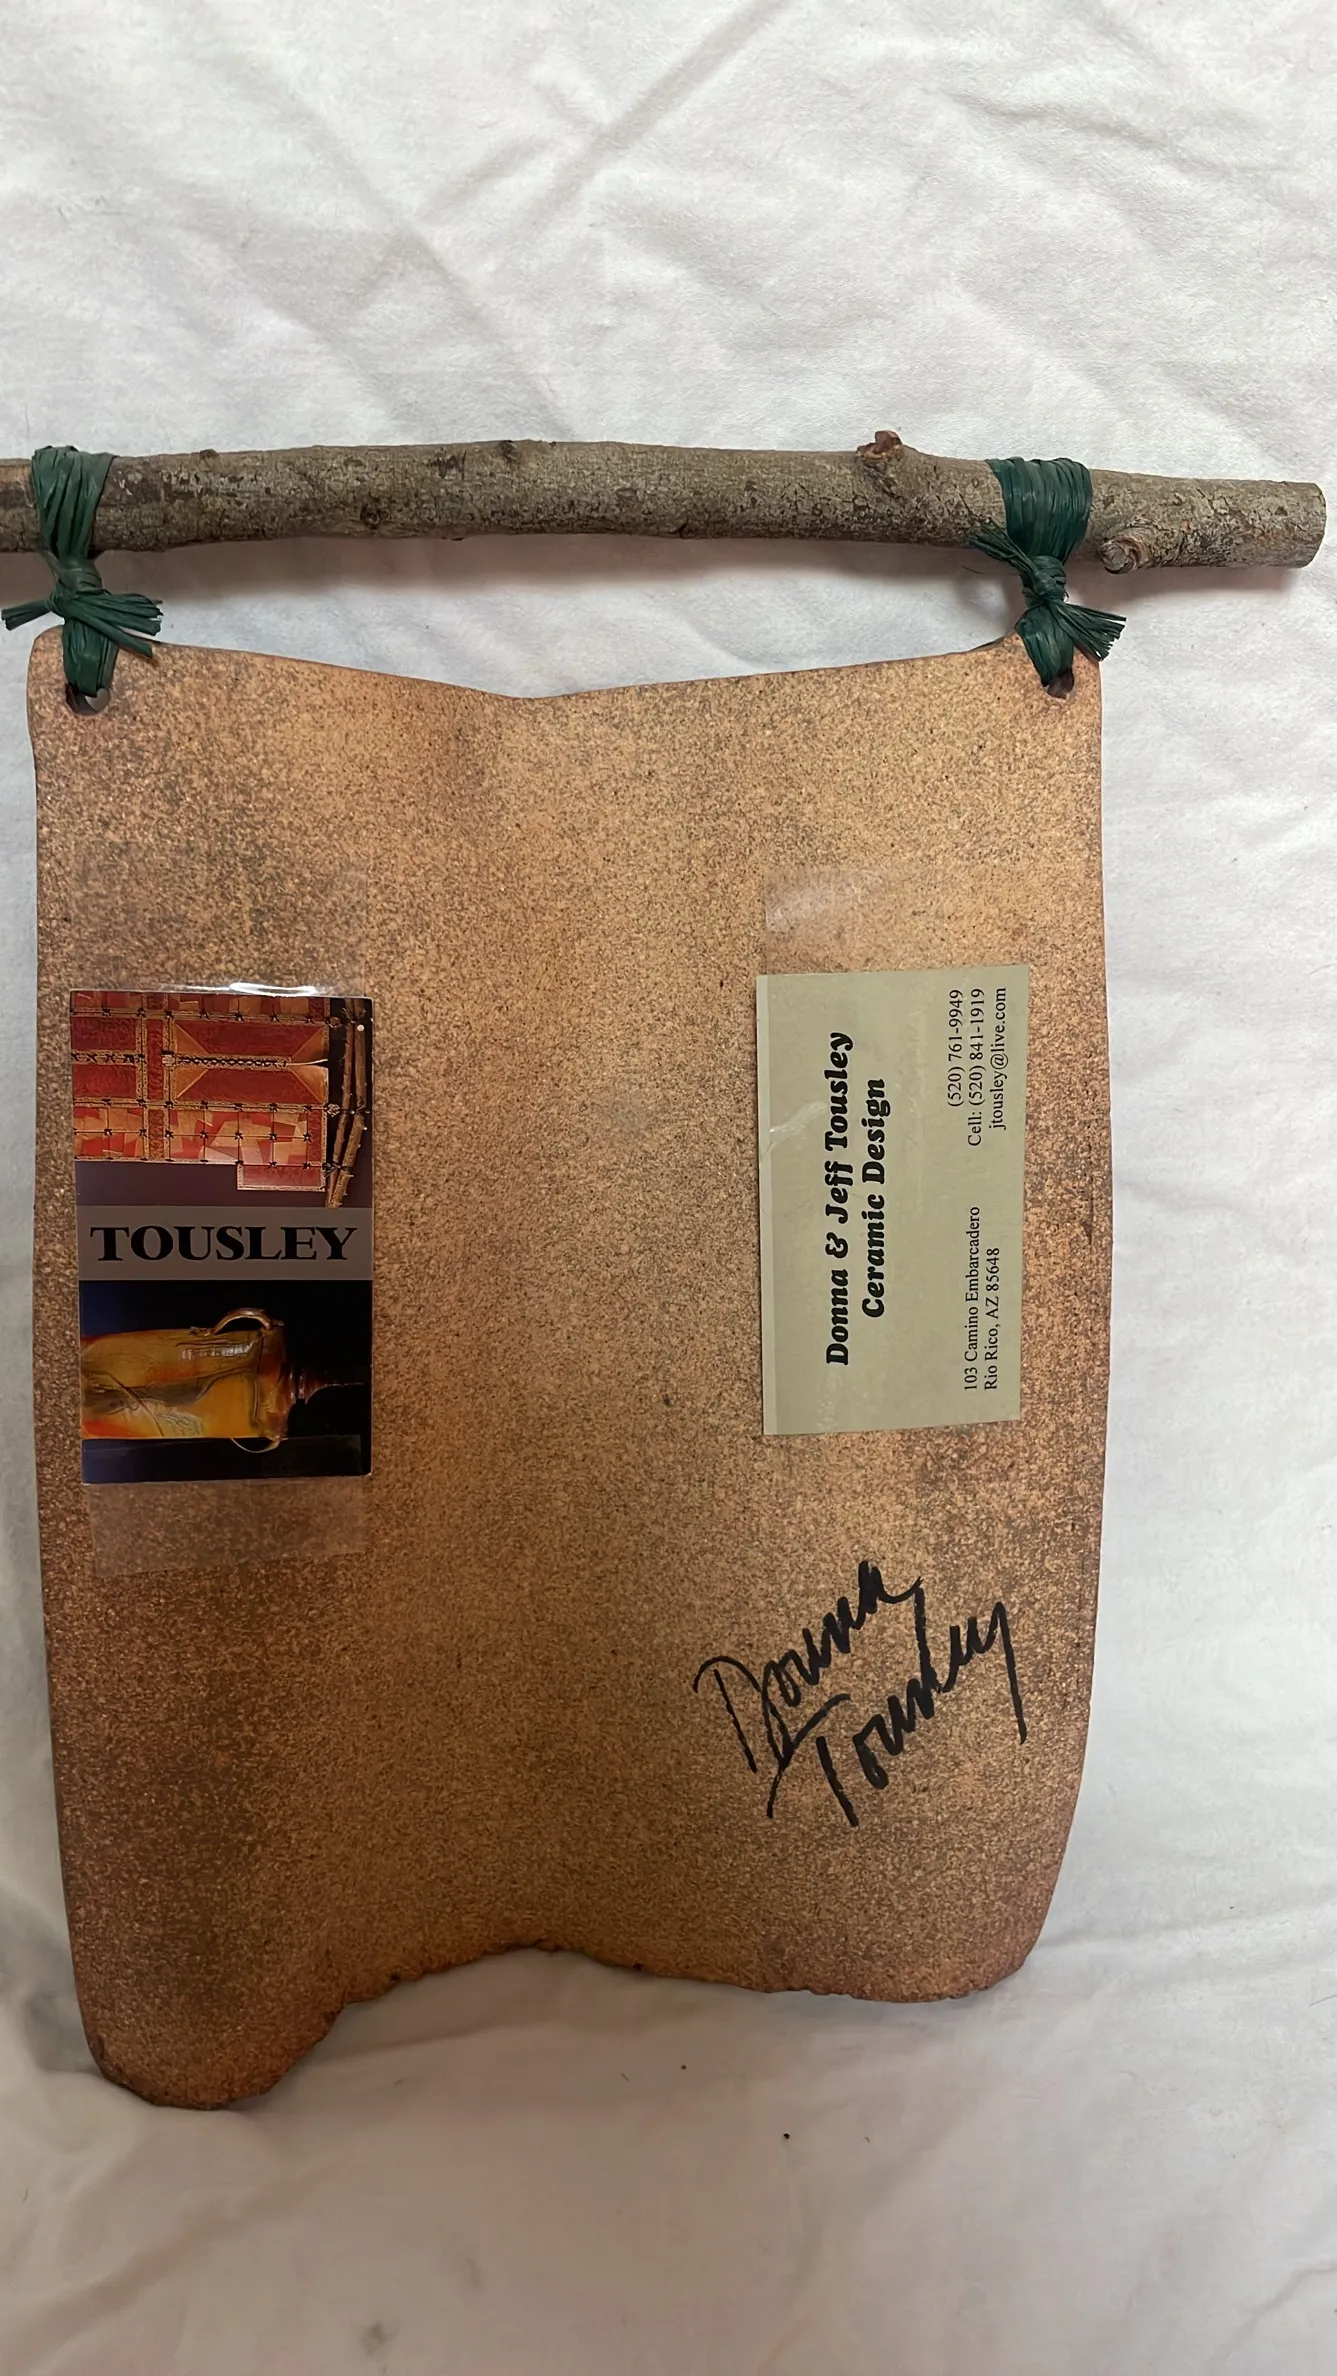 TOUSLEY
Donna & Jeff Tousley
Ceramic Design
103 Camino Embarcadero
Rio Rico, AZ 85648
(520) 761-9949
Cell: (520) 841-1919
jtousley@live.com
Donna
Tousley